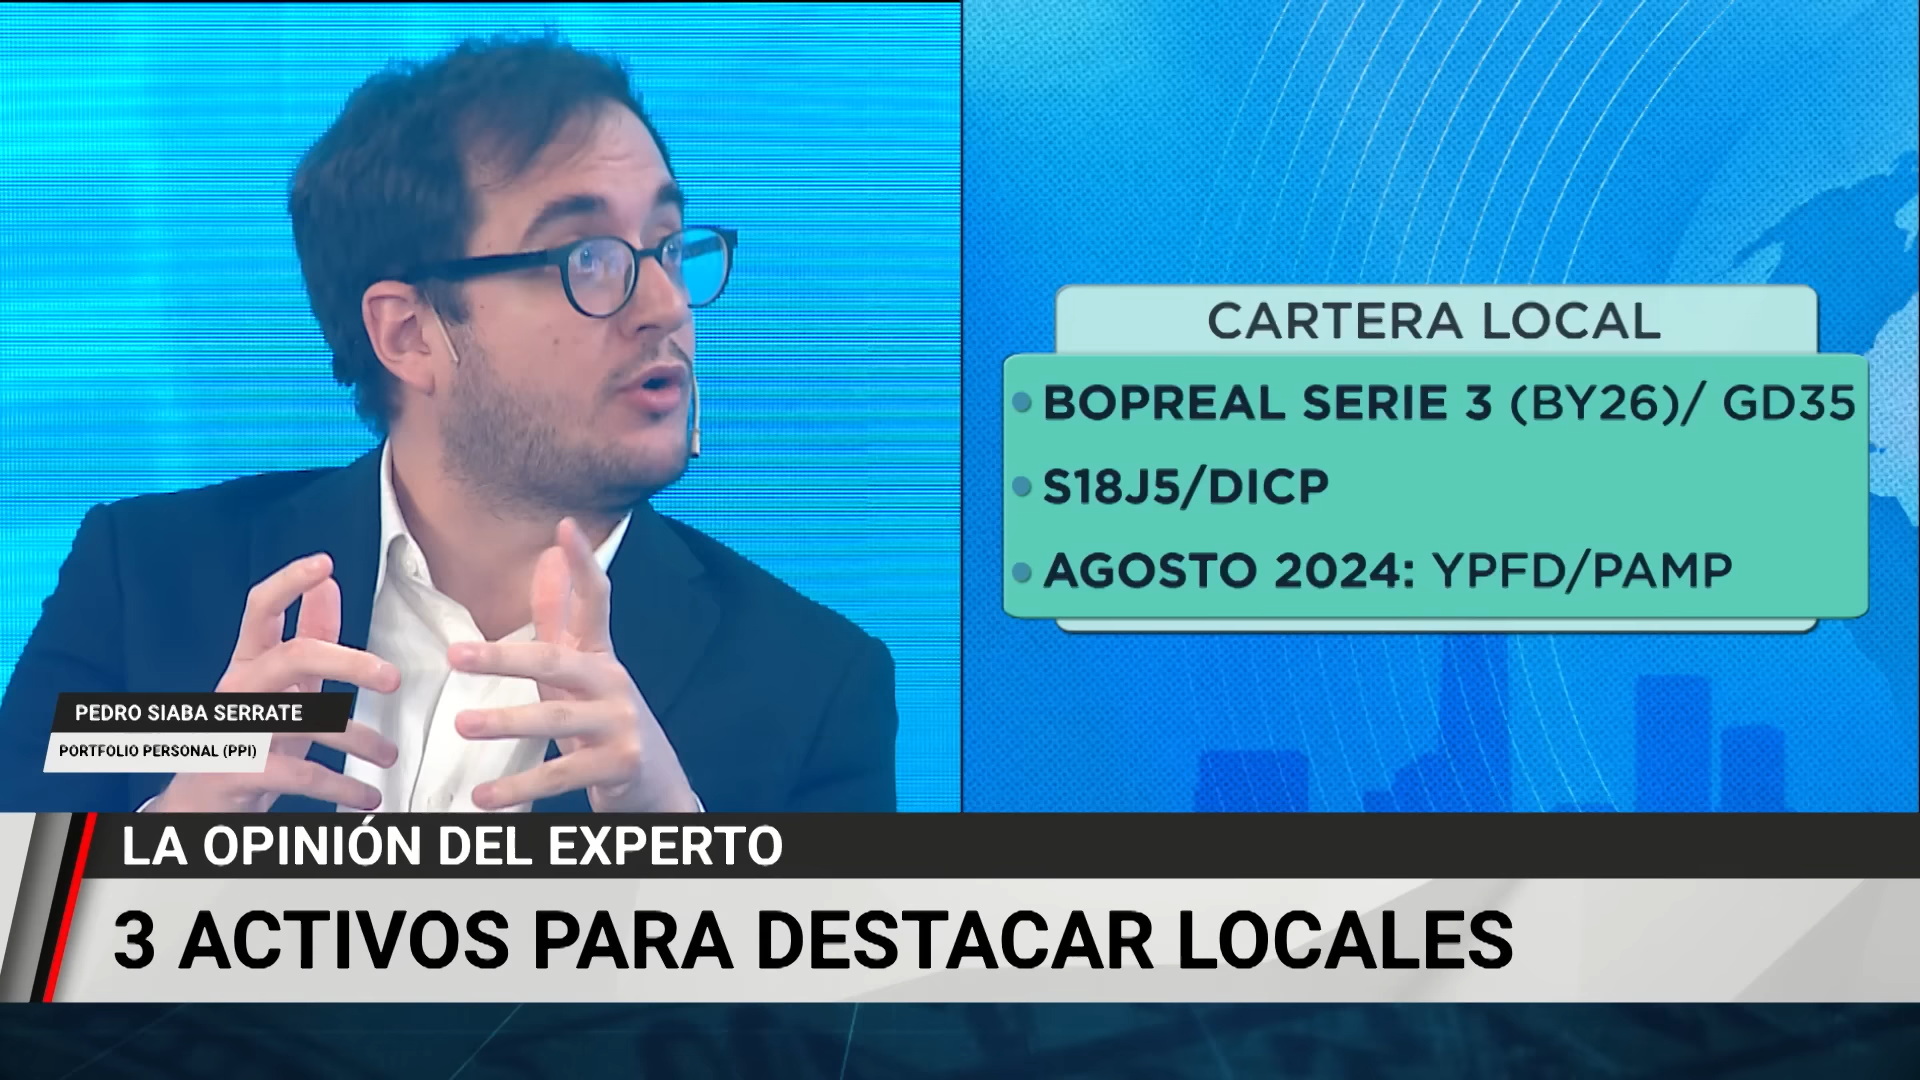 CARTERA LOCAL
• BOPREAL SERIE 3 (BY26)/ GD35
• S18J5/DICP
• AGOSTO 2024: YPFD/PAMP
PEDRO SIABA SERRATE
PORTFOLIO PERSONAL (PPI)
LA OPINIÓN DEL EXPERTO
3 ACTIVOS PARA DESTACAR LOCALES